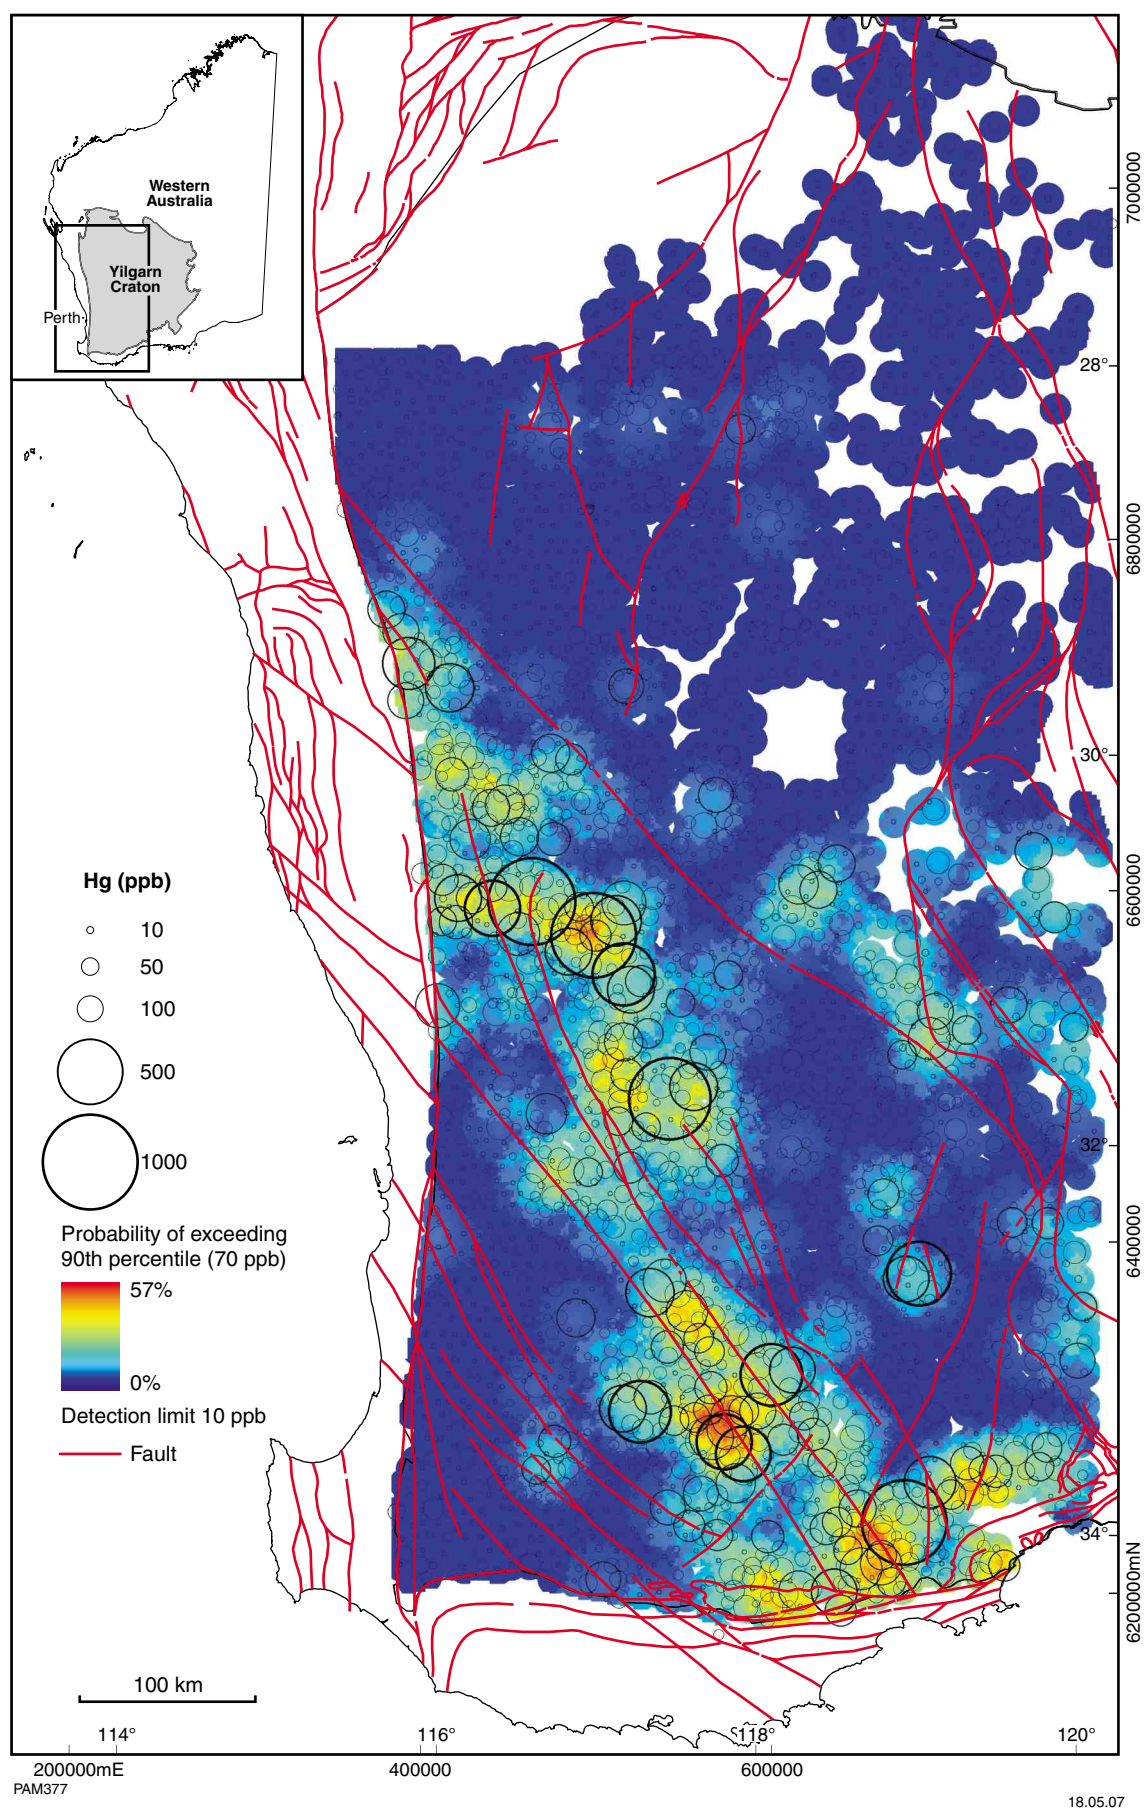 Western
Australia
Yilgarn
Craton
Perth
7000000
28°
6800000
30°
6600000
32°
6400000
34°
6200000mN
Hg (ppb)
10
50
100
500
1000
Probability of exceeding
90th percentile (70 ppb)
57%
0%
Detection limit 10 ppb
Fault
100 km
114°
116°
118°
120°
200000mE
400000
600000
PAM377
18.05.07